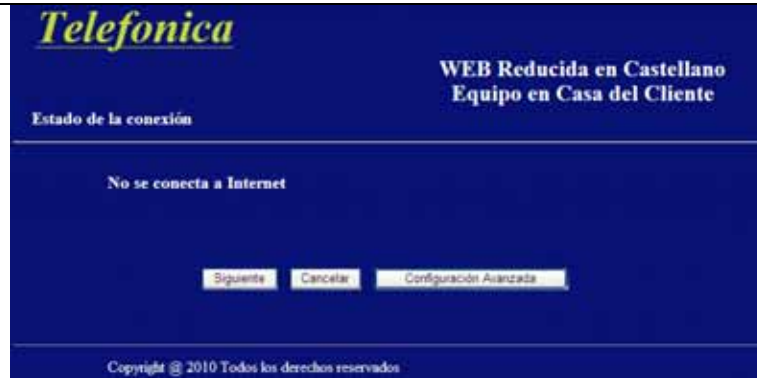 Telefonica
WEB Reducida en Castellano
Equipo en Casa del Cliente
Estado de la conexión
No se conecta a Internet
Siguiente Cancelar Configuración Avanzada
Copyright @ 2010 Todos los derechos reservados